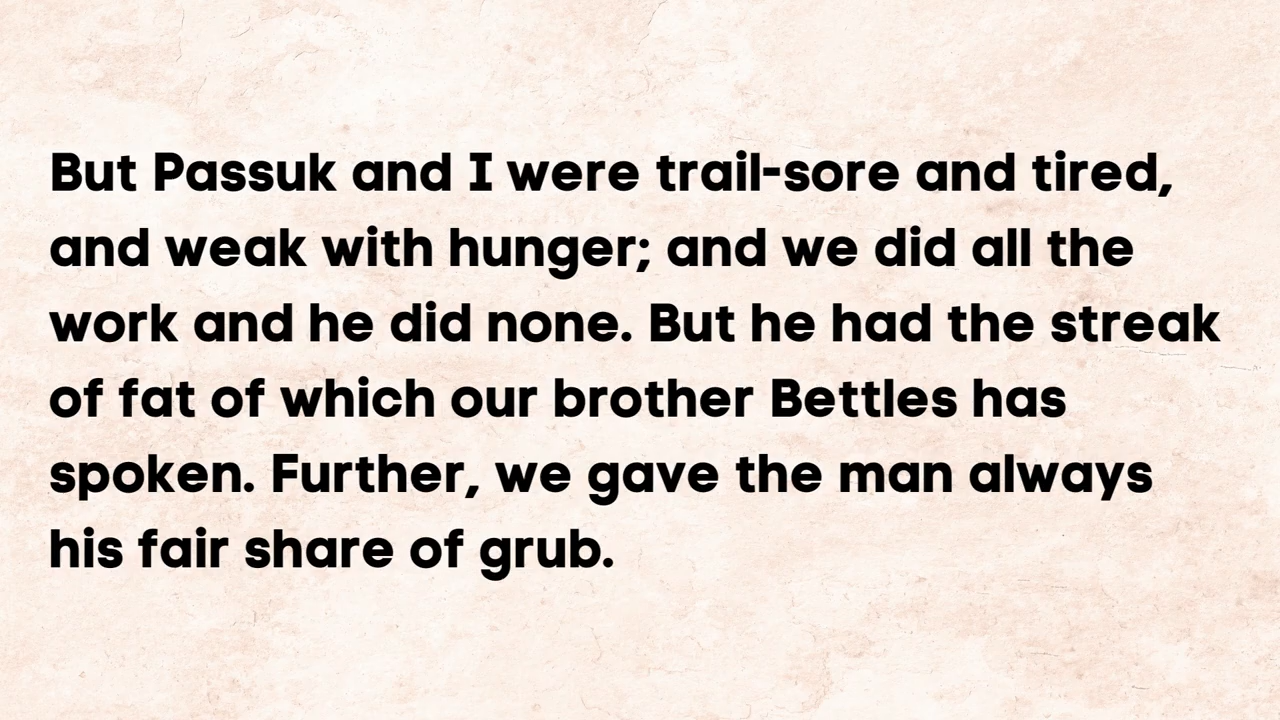 But Passuk and I were trail-sore and tired,
and weak with hunger; and we did all the
work and he did none. But he had the streak
of fat of which our brother Bettles has
spoken. Further, we gave the man always
his fair share of grub.